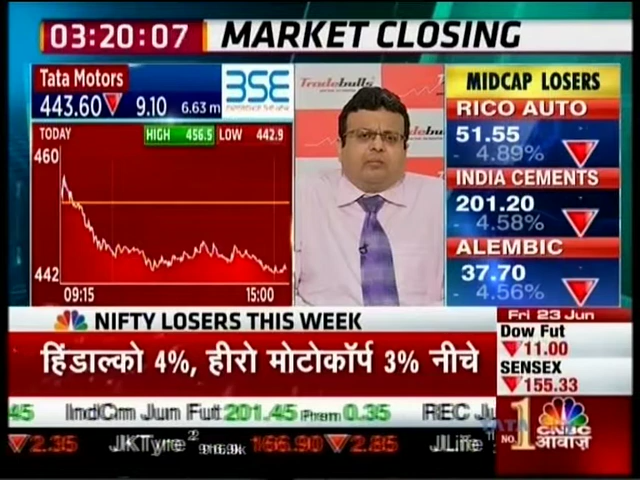 03:20:07 MARKET CLOSING
Tata Motors
443.60 9.10 6.63 m
BSE
TODAY HIGH 456.5 LOW 442.9
460
442
09:15 15:00
Tradebulls
MIDCAP LOSERS
RICO AUTO
51.55
- 4.89%
INDIA CEMENTS
201.20
- 4.58%
ALEMBIC
37.70
- 4.56%
NIFTY LOSERS THIS WEEK
हिंडाल्को 4%, हीरो मोटोकॉर्प 3% नीचे
Fri 23 Jun
Dow Fut
11.00
SENSEX
155.33
45 IndCm Jun Fut 201.45 Prem 0.35 REC Ju
2.35 JKTyre 166.90 2.85 JLife
NO. 1 CNBC
आवाज़